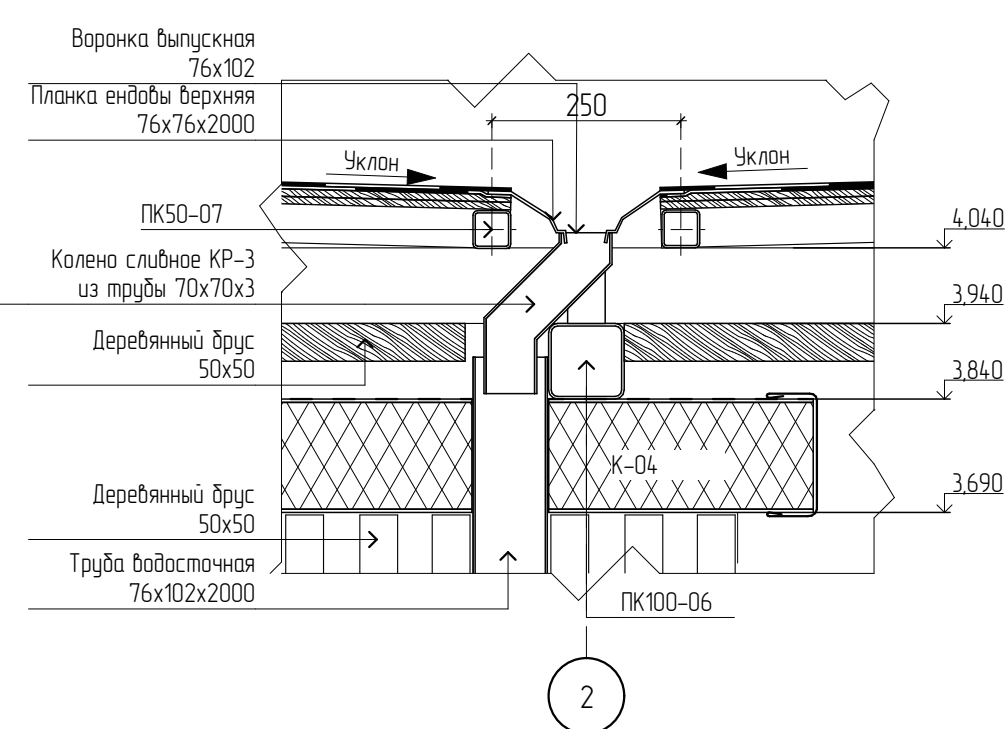 Воронка выпускная
76х102
Планка ендовы верхняя
76х76х2000
250
Уклон
Уклон
ПК50-07
4,040
Колено сливное КР-3
из трубы 70х70х3
3,940
Деревянный брус
50х50
3,840
К-04
Деревянный брус
50х50
3,690
Труба водосточная
76х102х2000
ПК100-06
2